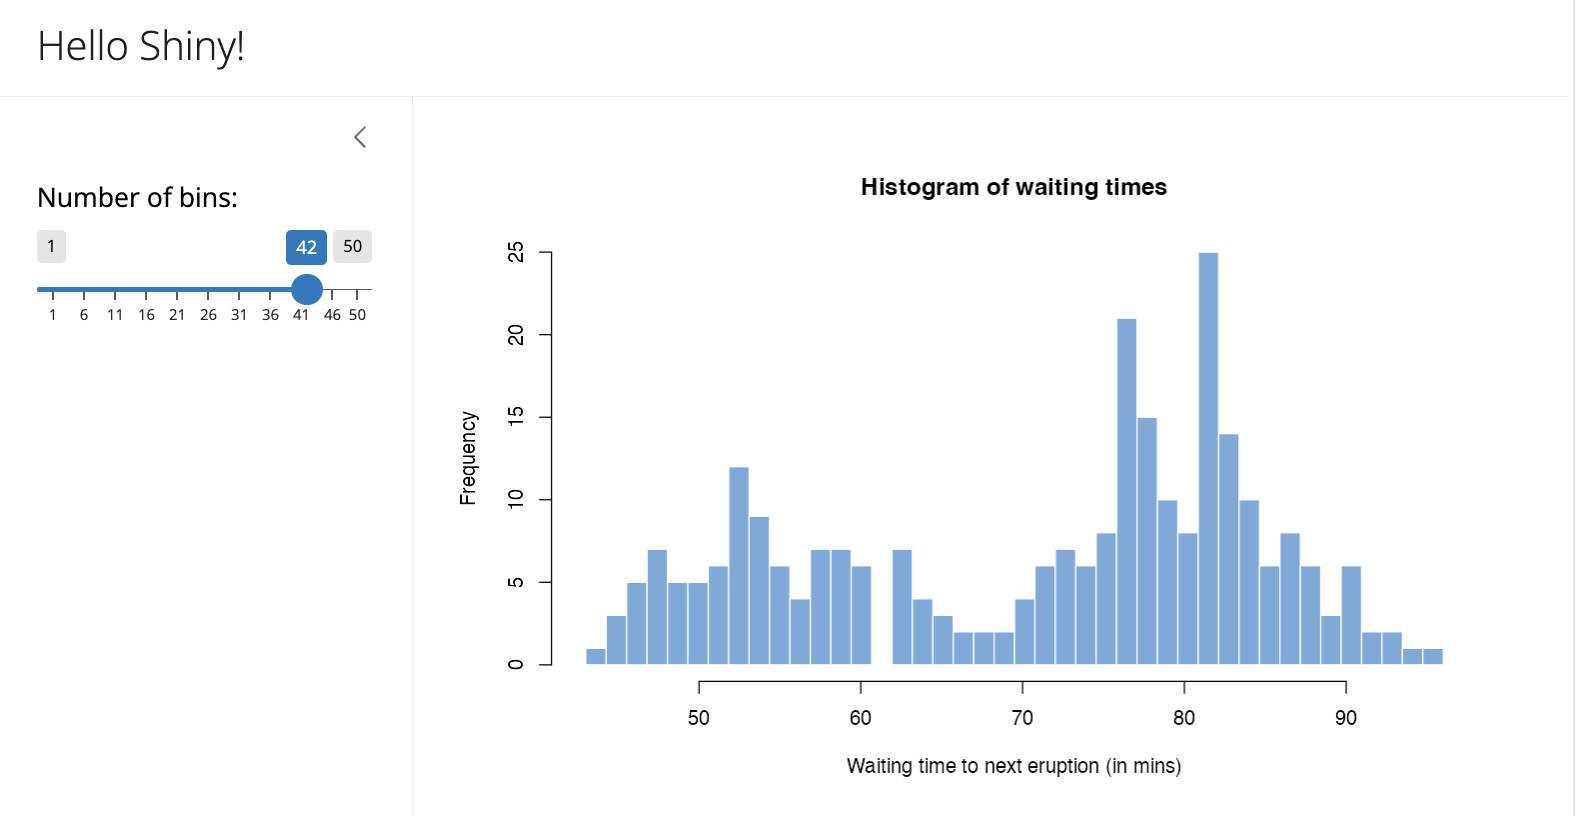 Hello Shiny!
Number of bins:
1 42 50
1 6 11 16 21 26 31 36 41 46 50
Histogram of waiting times
Frequency
25
20
15
10
5
0
50 60 70 80 90
Waiting time to next eruption (in mins)